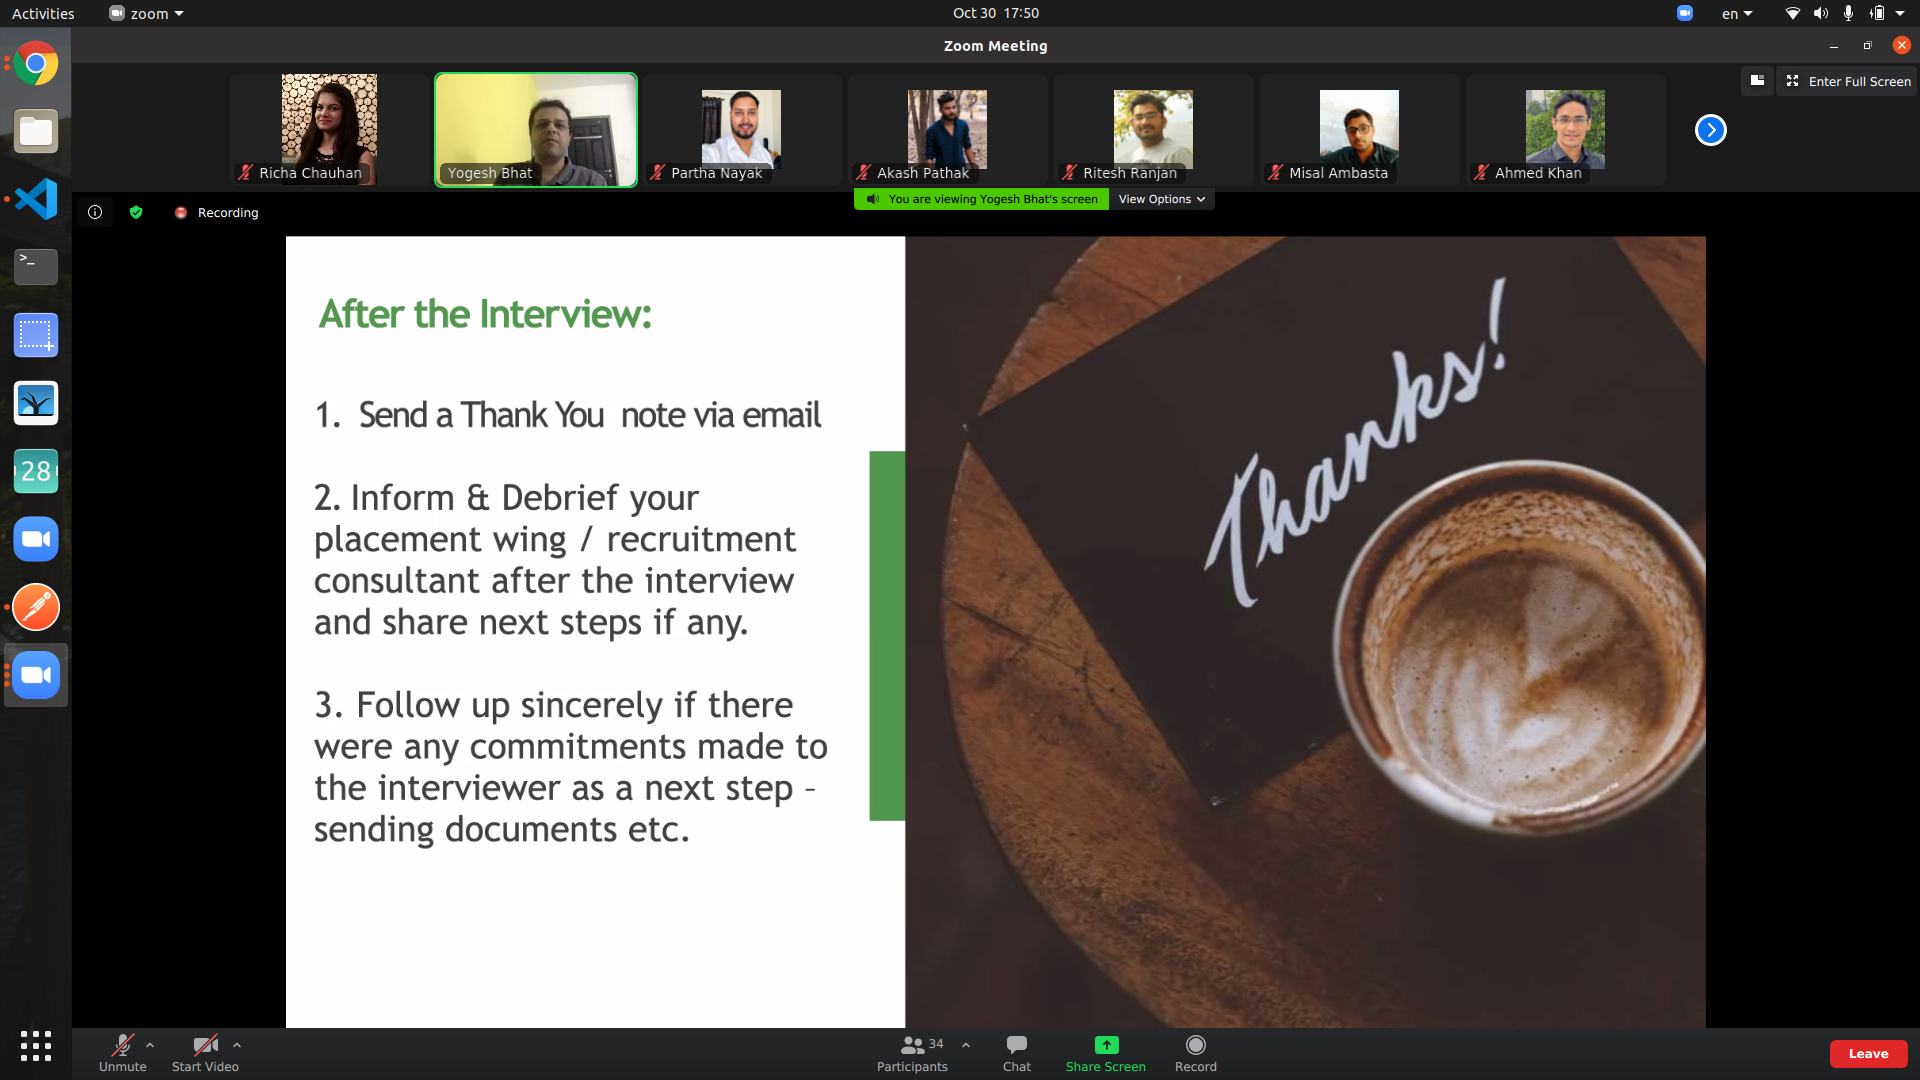 Activities
zoom
Oct 30 17:50
en
Zoom Meeting
Enter Full Screen
Richa Chauhan
Yogesh Bhat
Partha Nayak
Akash Pathak
Ritesh Ranjan
Misal Ambasta
Ahmed Khan
You are viewing Yogesh Bhat's screen
View Options
Recording
After the Interview:
1. Send a Thank You note via email
2. Inform & Debrief your
placement wing / recruitment
consultant after the interview
and share next steps if any.
3. Follow up sincerely if there
were any commitments made to
the interviewer as a next step –
sending documents etc.
Thanks!
>_
28
Unmute
Start Video
34
Participants
Chat
Share Screen
Record
Leave